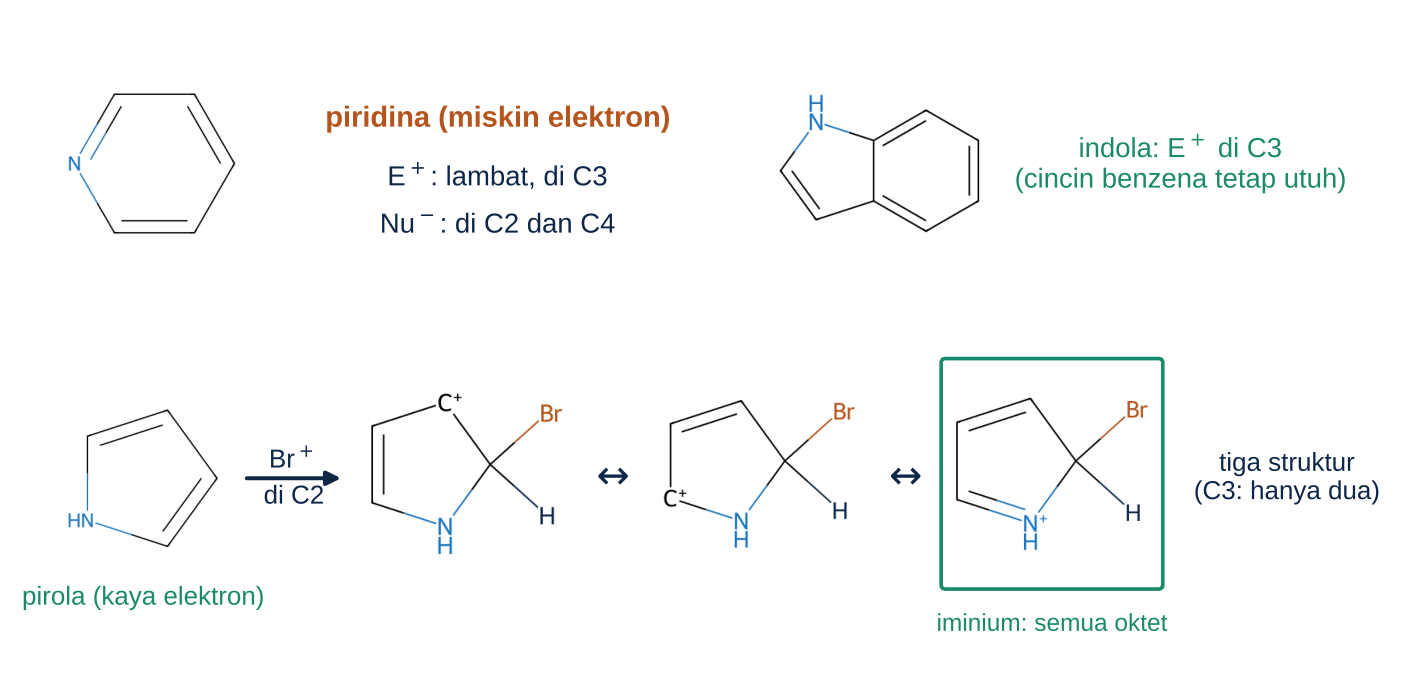 N
piridina (miskin elektron)
E⁺: lambat, di C3
Nu⁻: di C2 dan C4
H
N
indola: E⁺ di C3
(cincin benzena tetap utuh)
HN
pirola (kaya elektron)
Br⁺
di C2
C⁺
Br
H
N
H
↔
Br
C⁺
H
N
H
↔
Br
H
N⁺
H
iminium: semua oktet
tiga struktur
(C3: hanya dua)